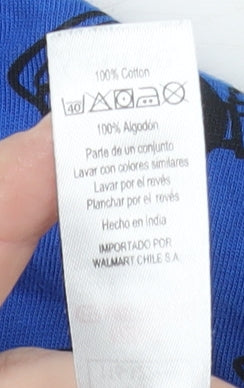 100% Cotton
40
100% Algodón
Parte de un conjunto
Lavar con colores similares
Lavar por el revés
Planchar por el revés
Hecho en India
IMPORTADO POR
WALMART CHILE S.A.